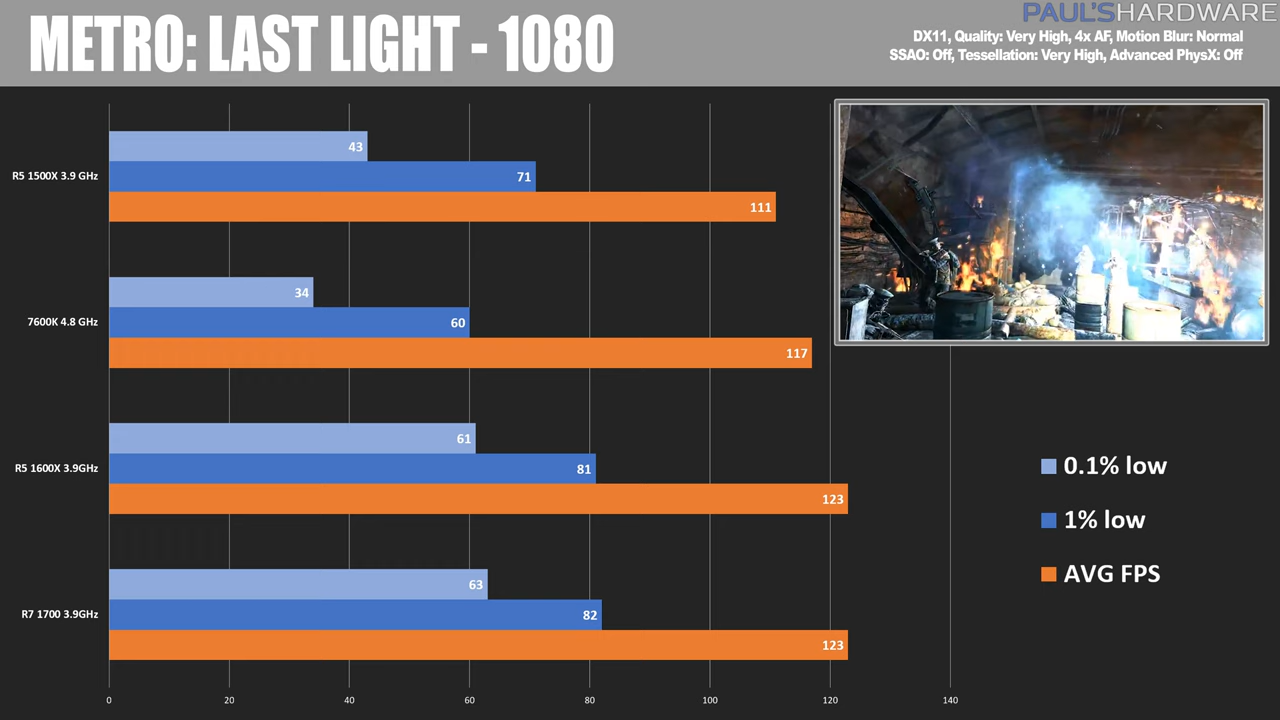 METRO: LAST LIGHT - 1080
PAUL'SHARDWARE
DX11, Quality: Very High, 4x AF, Motion Blur: Normal
SSAO: Off, Tessellation: Very High, Advanced PhysX: Off
R5 1500X 3.9 GHz
43
71
111
7600K 4.8 GHz
34
60
117
R5 1600X 3.9GHz
61
81
123
R7 1700 3.9GHz
63
82
123
0.1% low
1% low
AVG FPS
0 20 40 60 80 100 120 140